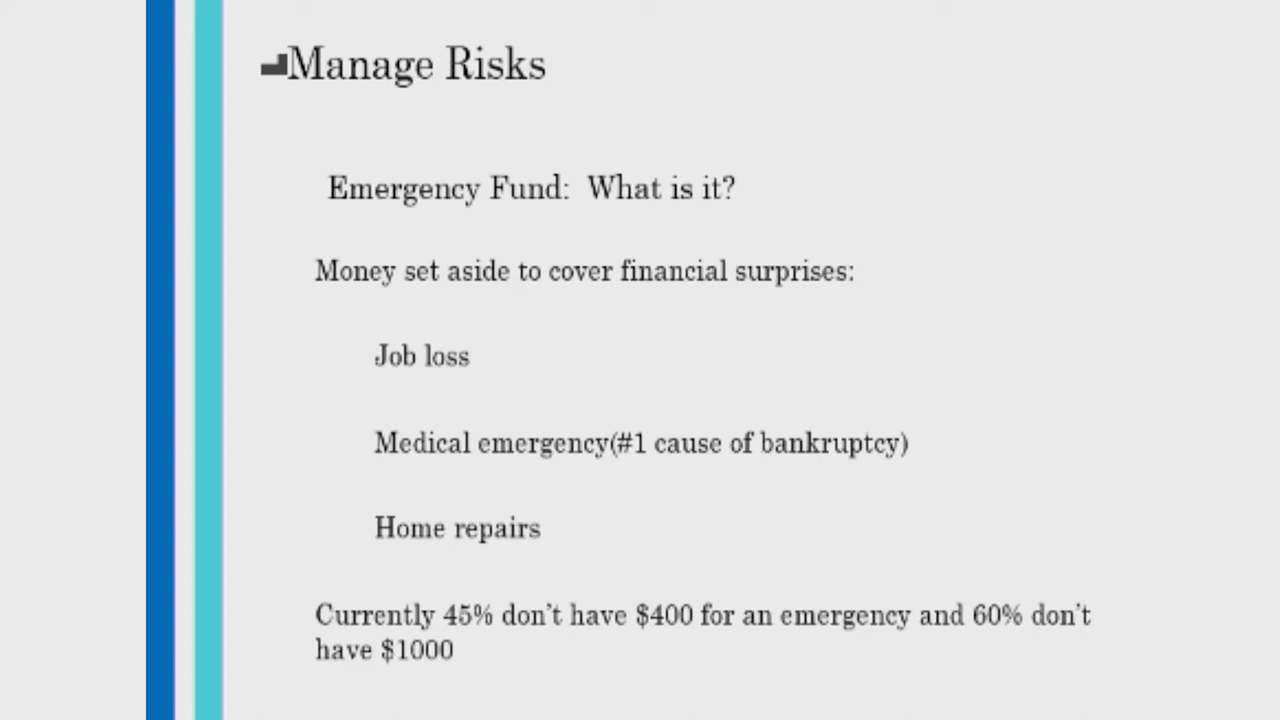 Manage Risks
Emergency Fund:  What is it?
Money set aside to cover financial surprises:
Job loss
Medical emergency(#1 cause of bankruptcy)
Home repairs
Currently 45% don't have $400 for an emergency and 60% don't
have $1000